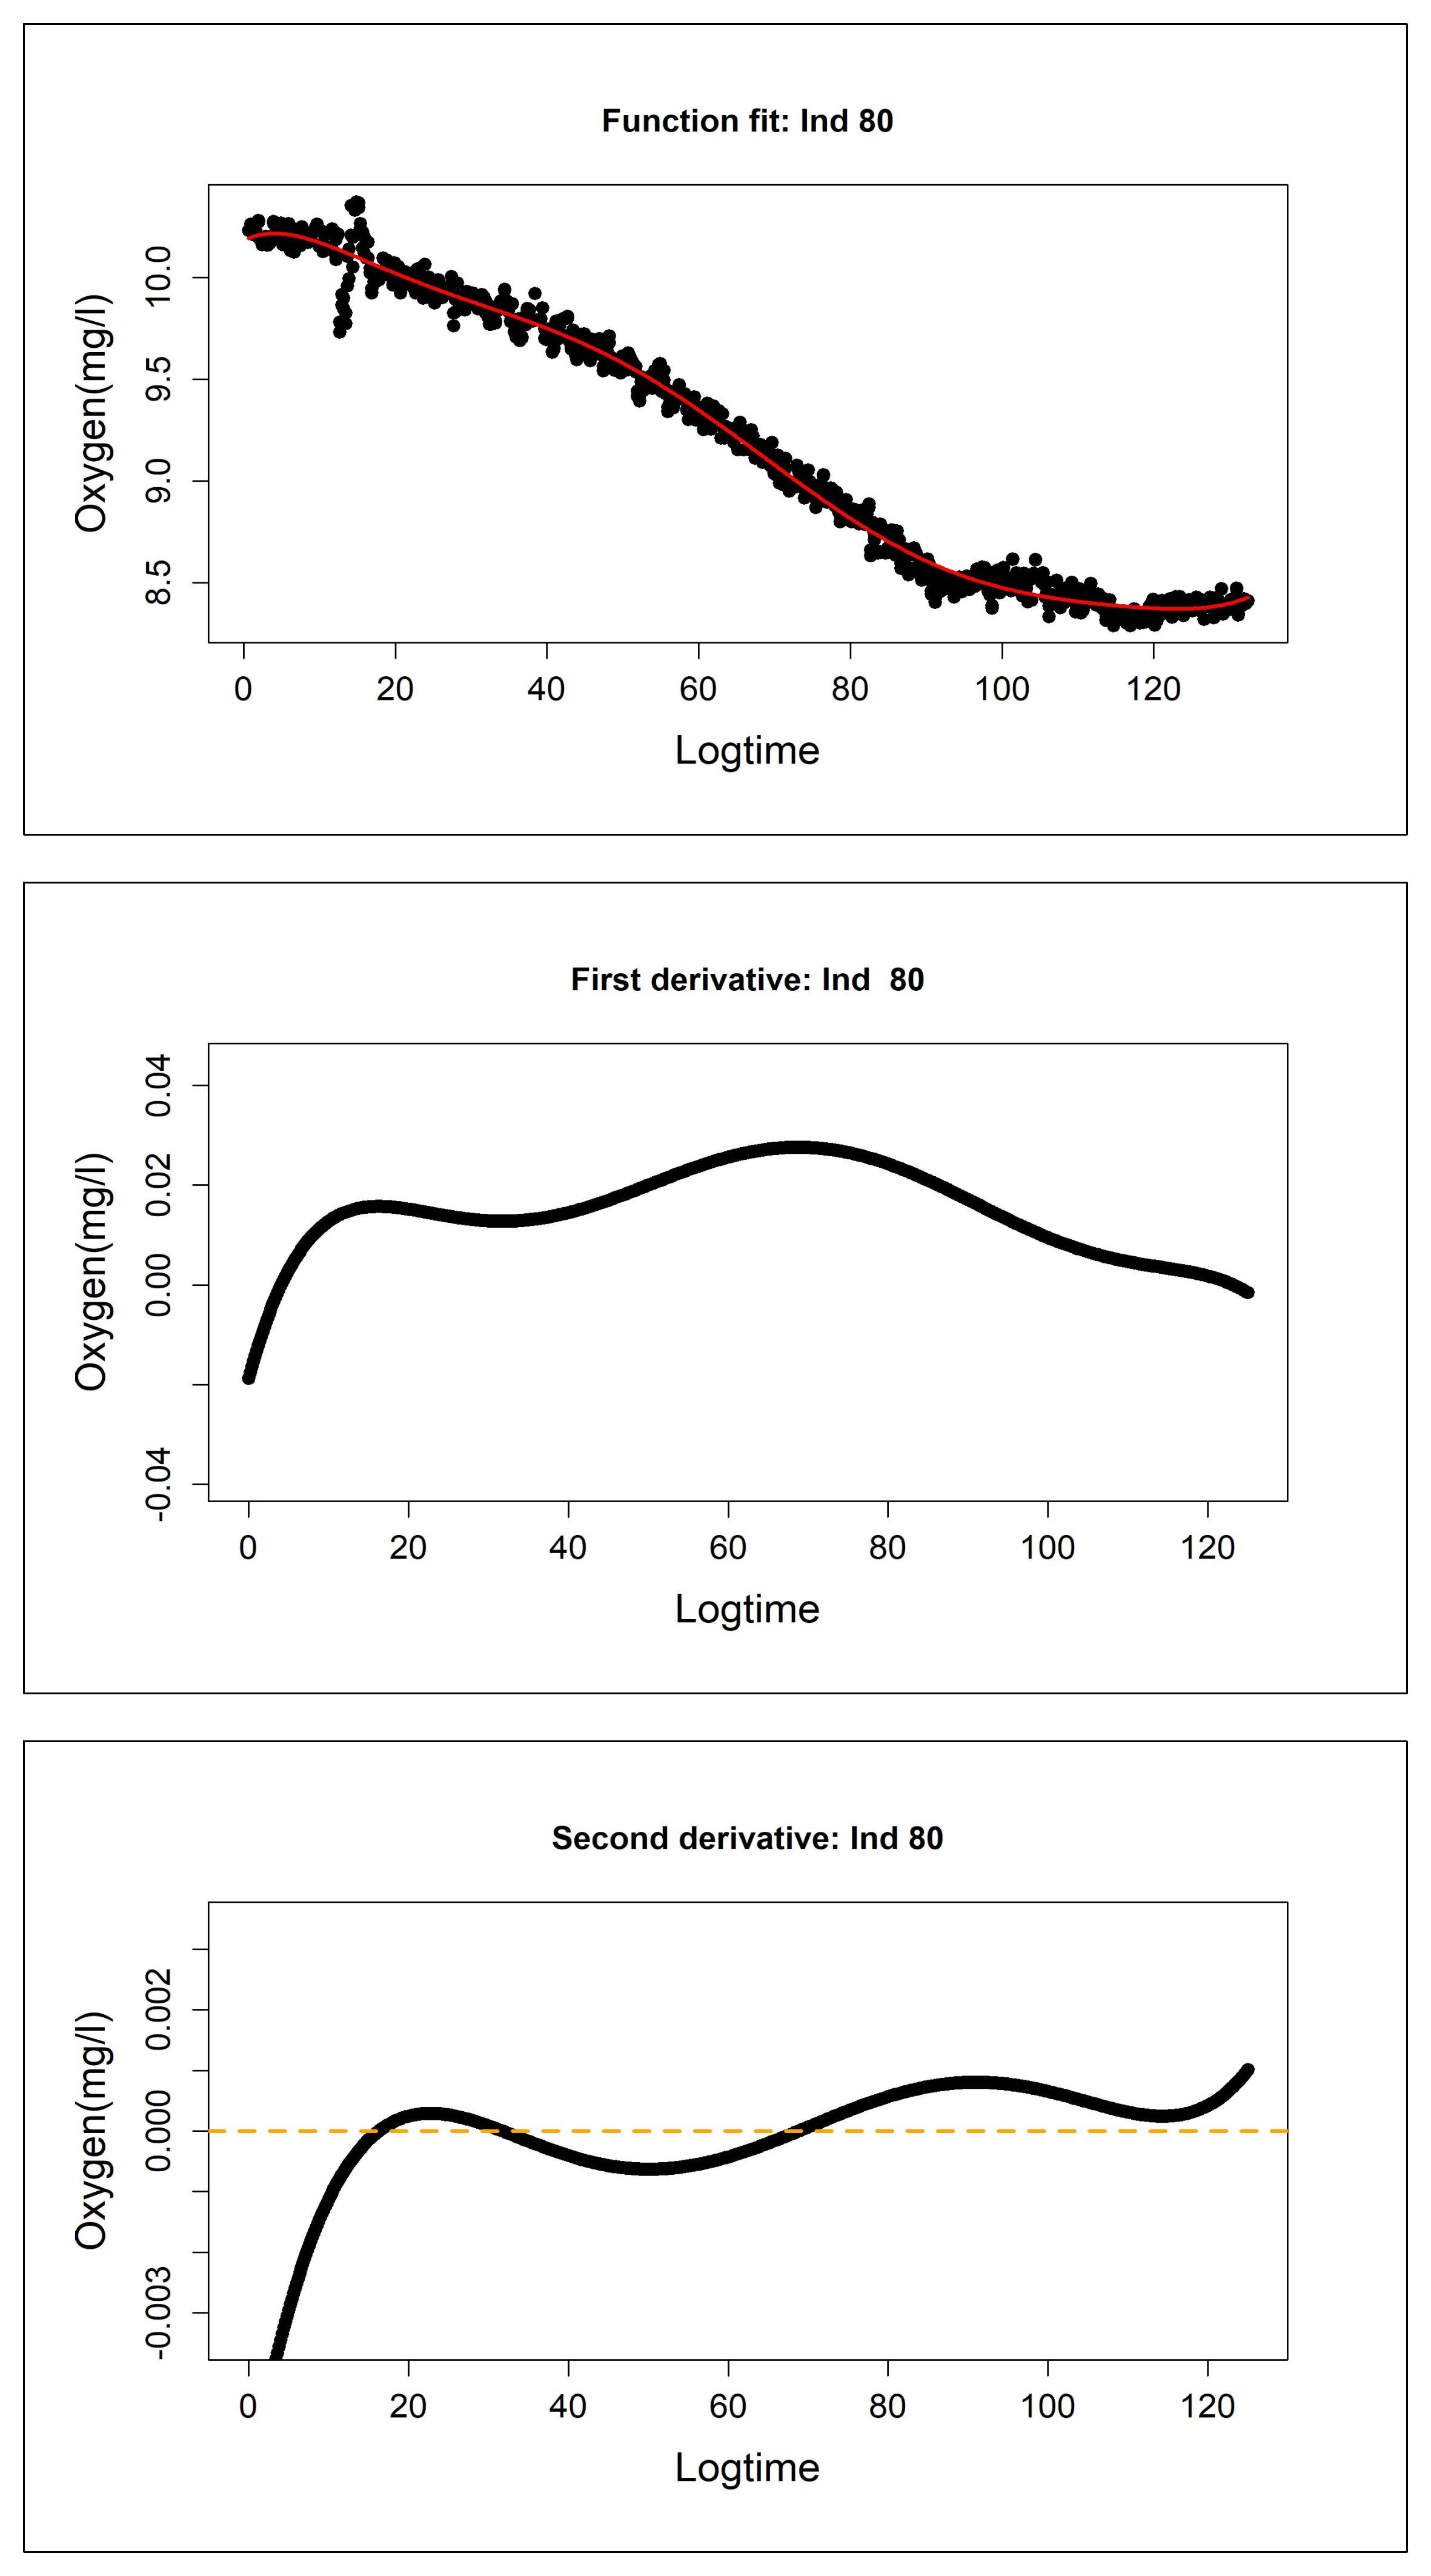 Function fit: Ind 80
10.0
9.5
9.0
8.5
Oxygen(mg/l)
0 20 40 60 80 100 120
Logtime
First derivative: Ind  80
0.04
0.02
0.00
-0.04
Oxygen(mg/l)
0 20 40 60 80 100 120
Logtime
Second derivative: Ind 80
0.002
0.000
-0.003
Oxygen(mg/l)
0 20 40 60 80 100 120
Logtime